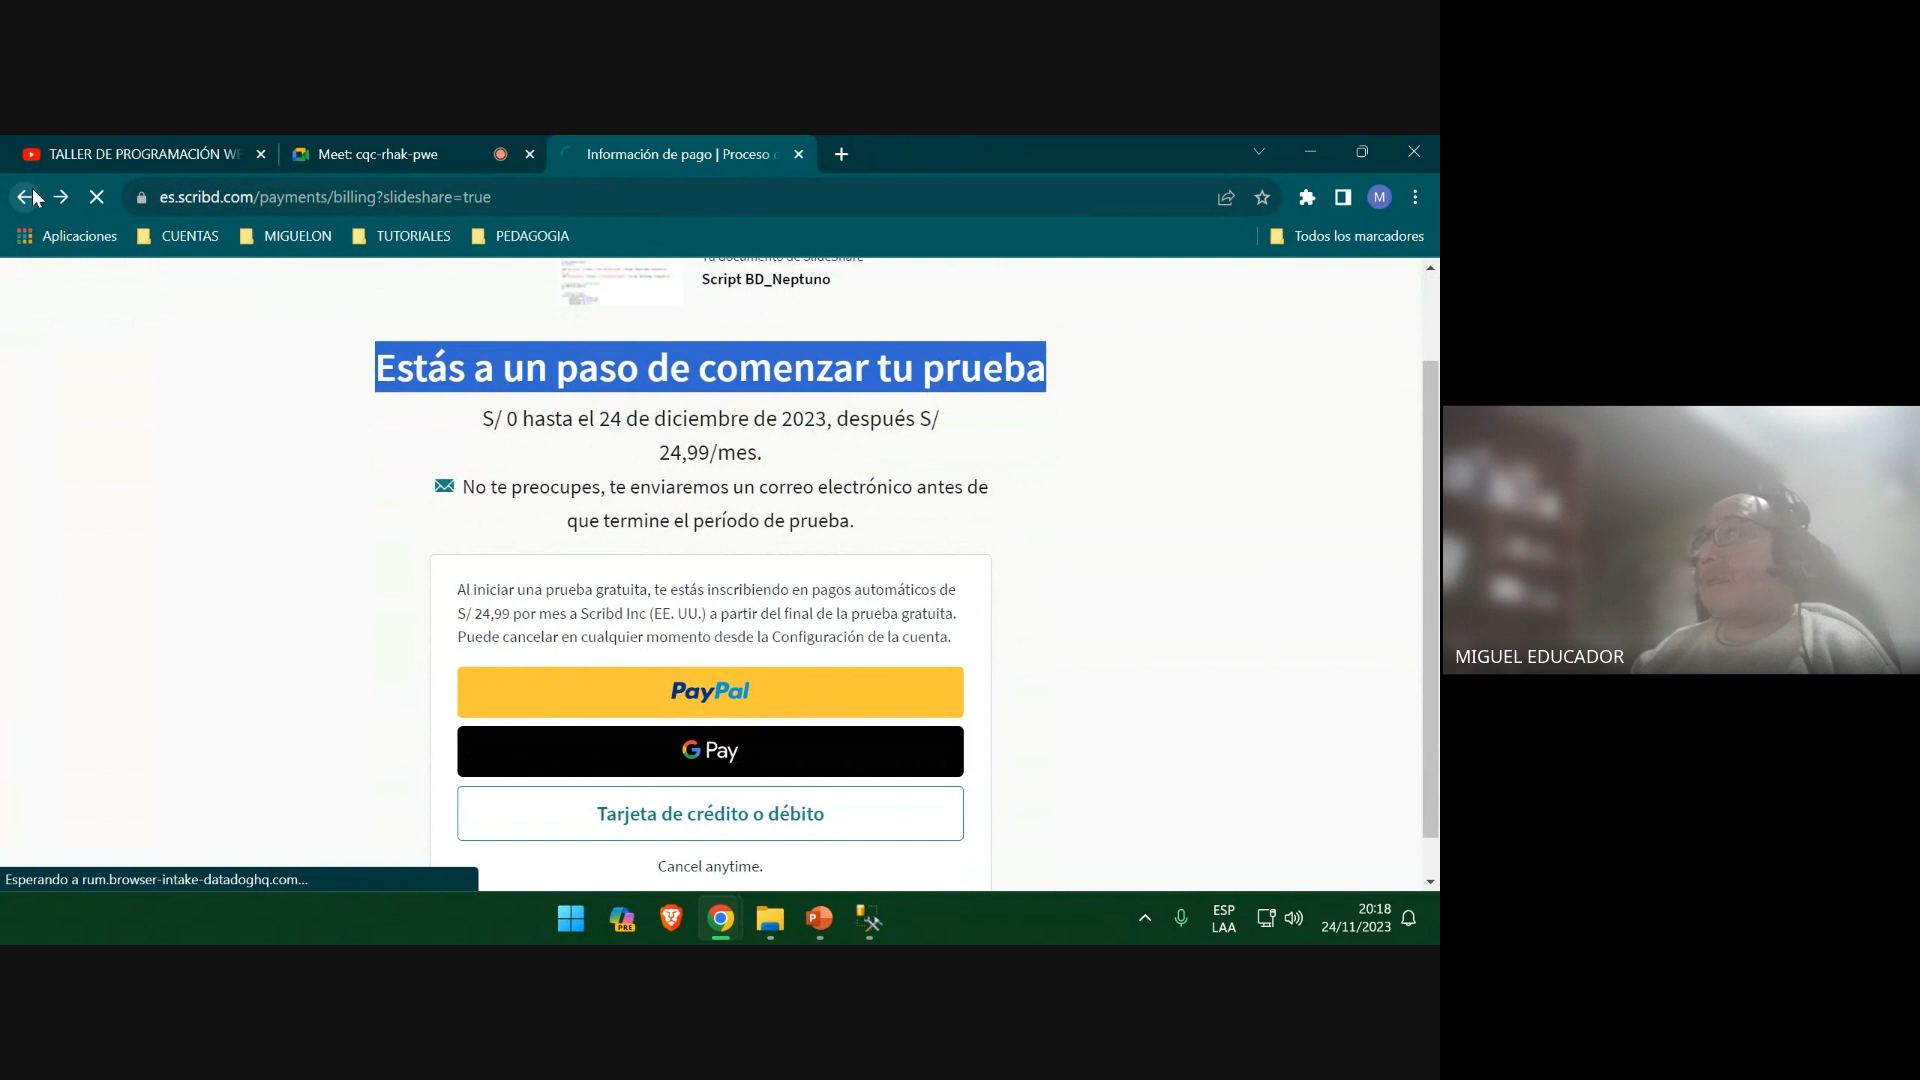 TALLER DE PROGRAMACIÓN WE
Meet: cqc-rhak-pwe
Información de pago | Proceso
es.scribd.com/payments/billing?slideshare=true
M
Aplicaciones
CUENTAS
MIGUELON
TUTORIALES
PEDAGOGIA
Todos los marcadores
Tu documento de SlideShare
Script BD_Neptuno
Estás a un paso de comenzar tu prueba
S/ 0 hasta el 24 de diciembre de 2023, después S/
24,99/mes.
No te preocupes, te enviaremos un correo electrónico antes de
que termine el período de prueba.
Al iniciar una prueba gratuita, te estás inscribiendo en pagos automáticos de
S/ 24,99 por mes a Scribd Inc (EE. UU.) a partir del final de la prueba gratuita.
Puede cancelar en cualquier momento desde la Configuración de la cuenta.
PayPal
G Pay
Tarjeta de crédito o débito
Cancel anytime.
Esperando a rum.browser-intake-datadoghq.com...
PRE
P
ESP
LAA
20:18
24/11/2023
MIGUEL EDUCADOR